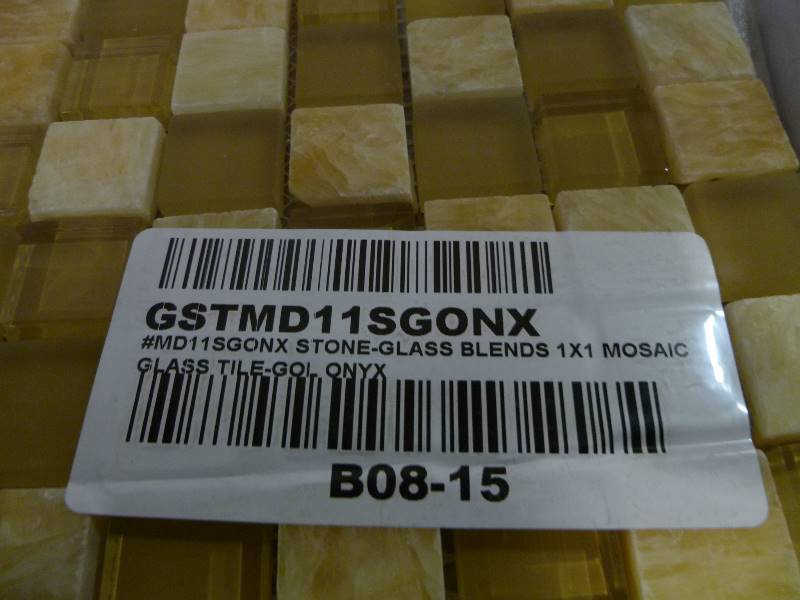 GSTMD11SGONX
#MD11SGONX STONE-GLASS BLENDS 1X1 MOSAIC
GLASS TILE-GOL ONYX
B08-15